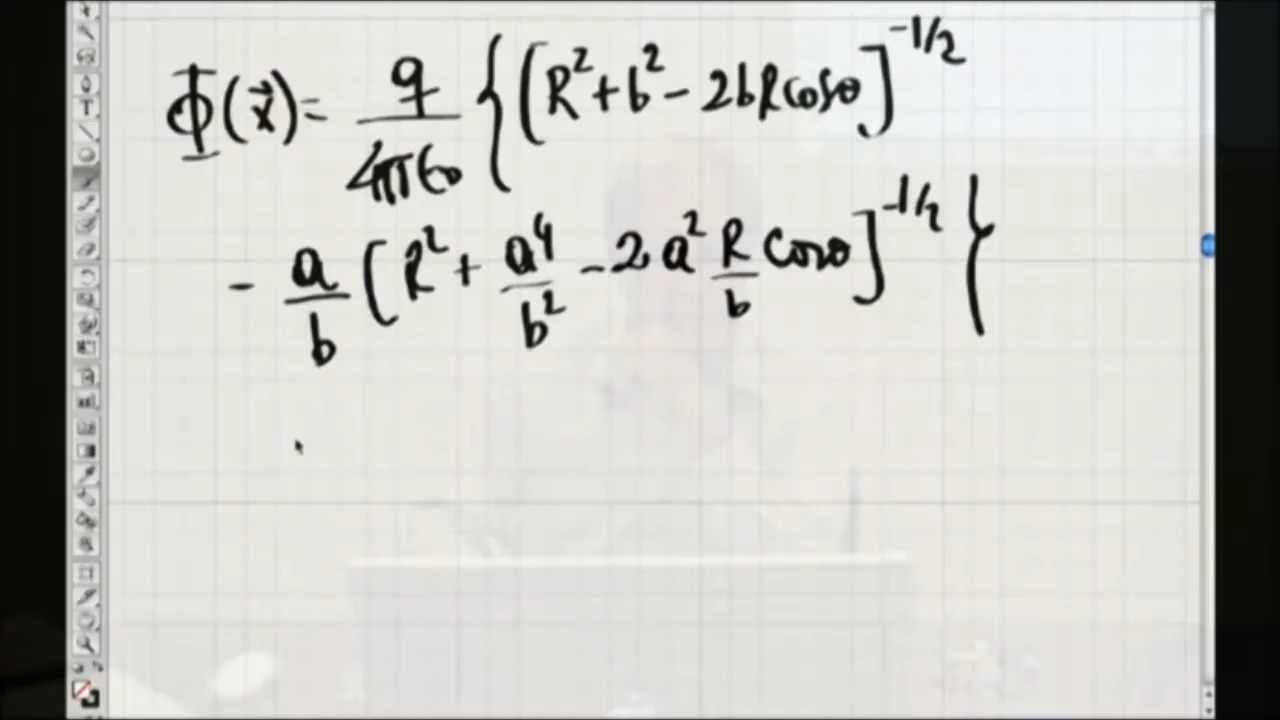 Φ(x⃗) = q/4πε₀ { [R² + b² - 2bR cosθ]^-1/2
- a/b [R² + a⁴/b² - 2a² R/b cosθ]^-1/2 }